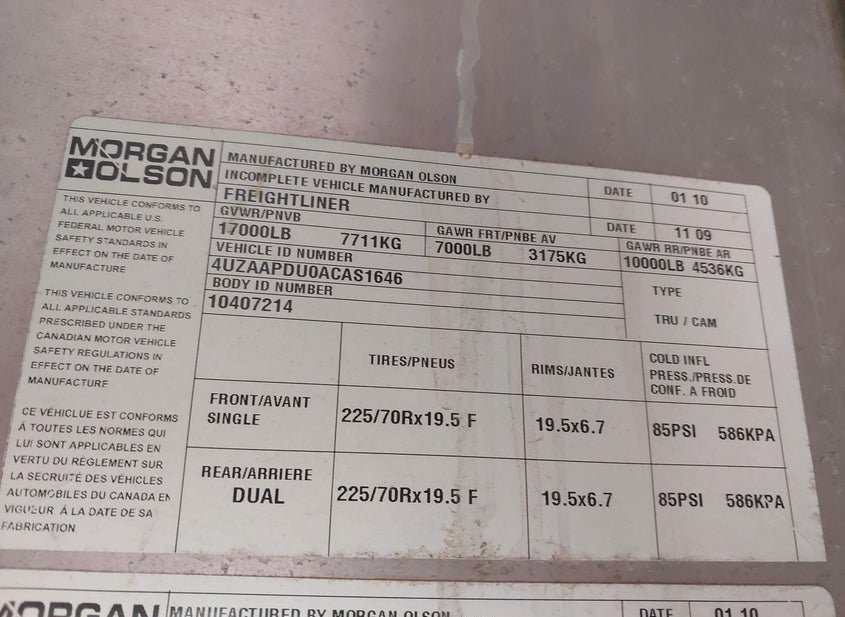 MORGAN
OLSON
MANUFACTURED BY MORGAN OLSON DATE 01 10
INCOMPLETE VEHICLE MANUFACTURED BY
FREIGHTLINER DATE 11 09
GVWR/PNVB GAWR FRT/PNBE AV GAWR RR/PNBE AR
17000LB 7711KG 7000LB 3175KG 10000LB 4536KG
VEHICLE ID NUMBER TYPE
4UZAAPDU0ACAS1646
BODY ID NUMBER TRU / CAM
10407214
THIS VEHICLE CONFORMS TO
ALL APPLICABLE U.S.
FEDERAL MOTOR VEHICLE
SAFETY STANDARDS IN
EFFECT ON THE DATE OF
MANUFACTURE
THIS VEHICLE CONFORMS TO
ALL APPLICABLE STANDARDS
PRESCRIBED UNDER THE
CANADIAN MOTOR VEHICLE
SAFETY REGULATIONS IN
EFFECT ON THE DATE OF
MANUFACTURE
CE VÉHICLUE EST CONFORMS
À TOUTES LES NORMES QUI
LUI SONT APPLICABLES EN
VERTU DU RÈGLEMENT SUR
LA SECRUITÉ DES VÉHICLES
AUTOMOBILES DU CANADA EN
VIGUEUR À LA DATE DE SA
FABRICATION
TIRES/PNEUS RIMS/JANTES COLD INFL
PRESS./PRESS.DE
CONF. A FROID
FRONT/AVANT
SINGLE 225/70Rx19.5 F 19.5x6.7 85PSI 586KPA
REAR/ARRIERE
DUAL 225/70Rx19.5 F 19.5x6.7 85PSI 586KPA
MORGAN MANUFACTURED BY MORGAN OLSON DATE 01 10